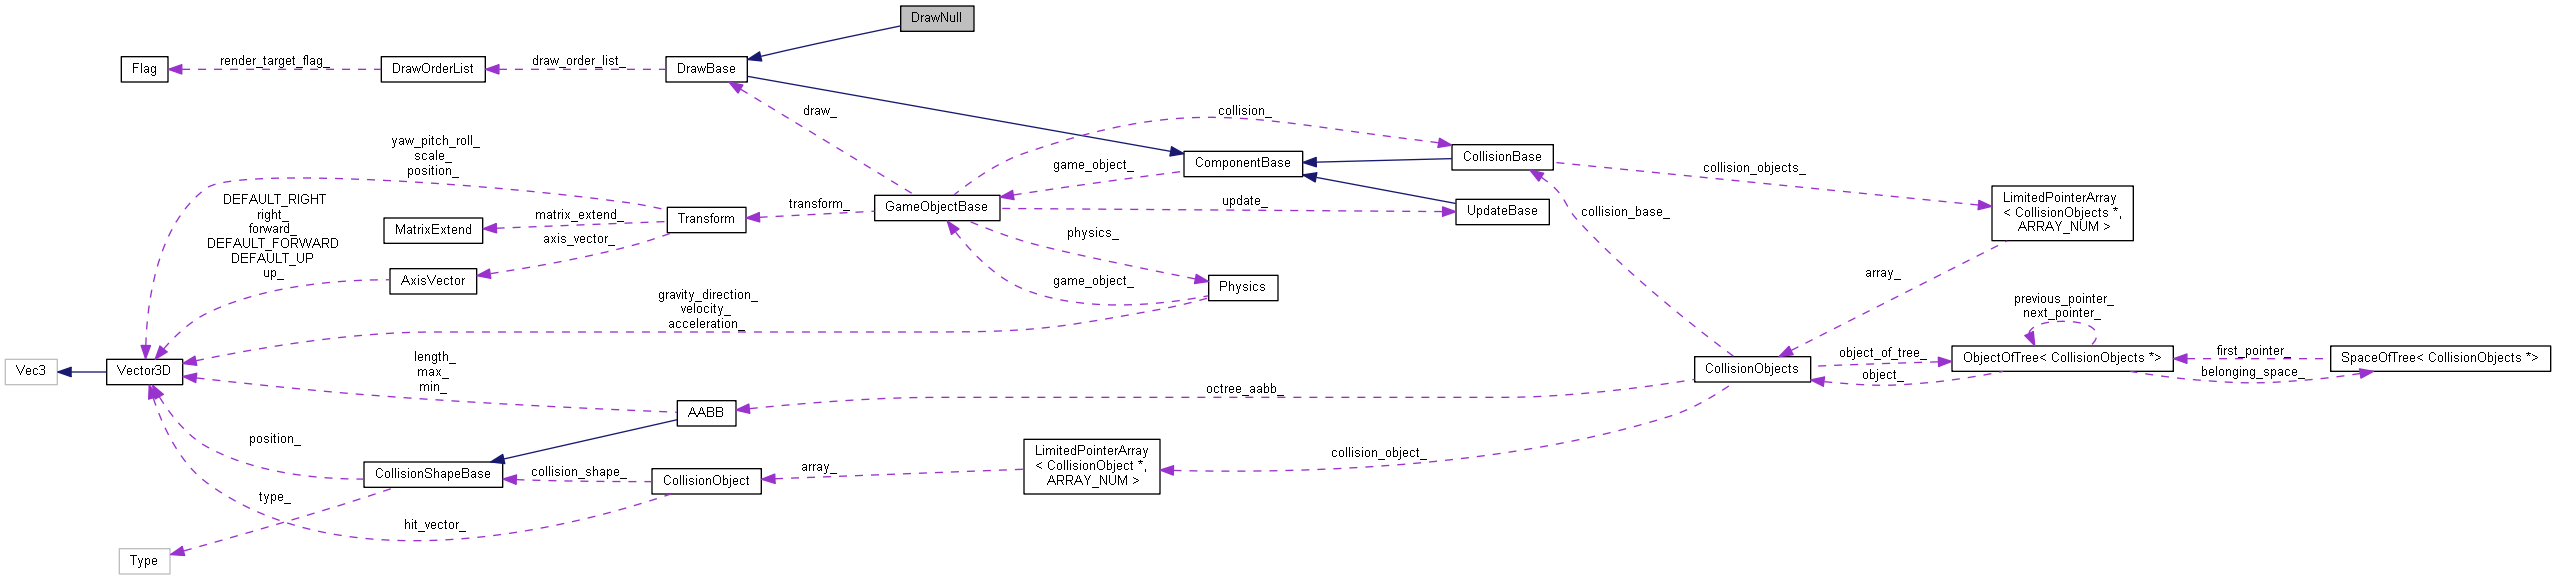 DrawNull
Flag
render_target_flag_
DrawOrderList
draw_order_list_
DrawBase
draw_
collision_
yaw_pitch_roll_
scale_
position_
game_object_
ComponentBase
CollisionBase
collision_objects_
LimitedPointerArray
< CollisionObjects *,
ARRAY_NUM >
DEFAULT_RIGHT
right_
forward_
DEFAULT_FORWARD
DEFAULT_UP
up_
MatrixExtend
matrix_extend_
axis_vector_
Transform
transform_
GameObjectBase
update_
UpdateBase
collision_base_
physics_
AxisVector
game_object_
Physics
array_
gravity_direction_
velocity_
acceleration_
previous_pointer_
next_pointer_
Vec3
Vector3D
length_
max_
min_
AABB
octree_aabb_
CollisionObjects
object_of_tree_
object_
ObjectOfTree< CollisionObjects *>
first_pointer_
belonging_space_
SpaceOfTree< CollisionObjects *>
position_
CollisionShapeBase
collision_shape_
CollisionObject
array_
LimitedPointerArray
< CollisionObject *,
ARRAY_NUM >
collision_object_
type_
hit_vector_
Type